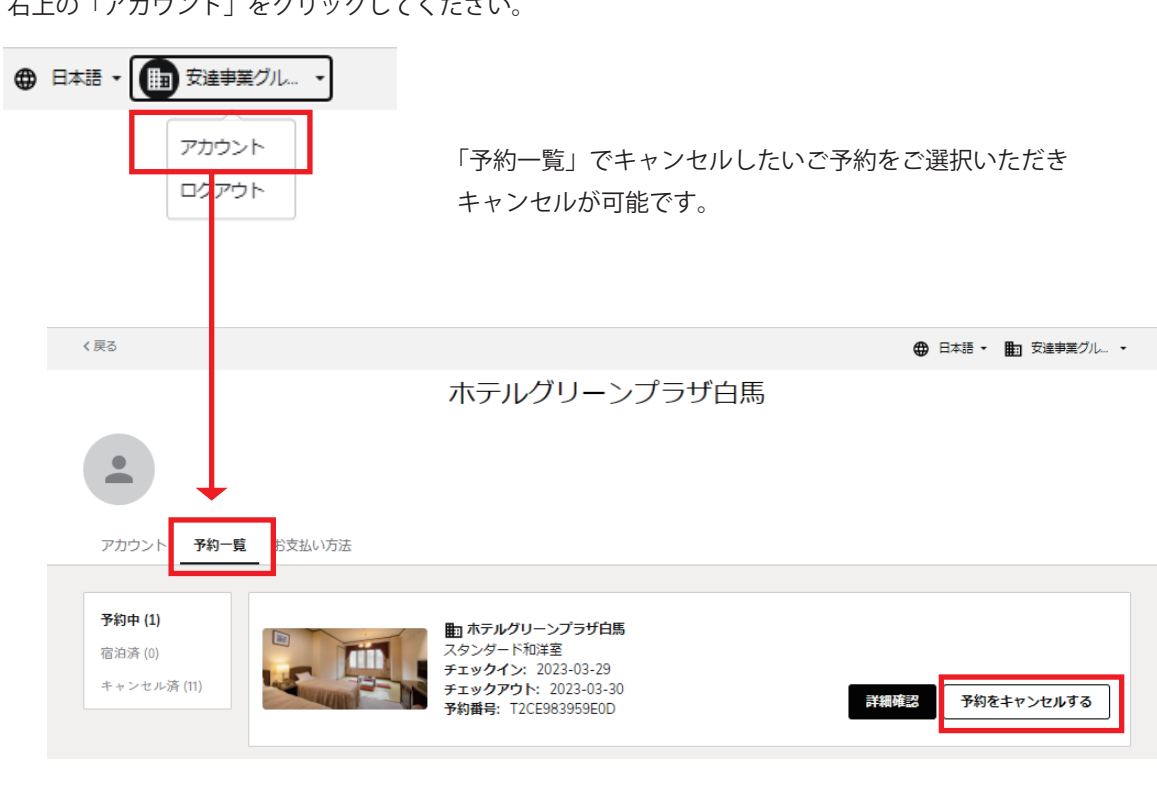 右上の「アカウント」をクリックしてください。
日本語
安達事業グル...
アカウント
ログアウト
「予約一覧」でキャンセルしたいご予約をご選択いただき
キャンセルが可能です。
戻る
日本語
安達事業グル...
ホテルグリーンプラザ白馬
アカウント
予約一覧
お支払い方法
予約中 (1)
宿泊済 (0)
キャンセル済 (11)
ホテルグリーンプラザ白馬
スタンダード和洋室
チェックイン: 2023-03-29
チェックアウト: 2023-03-30
予約番号: T2CE983959E0D
詳細確認
予約をキャンセルする